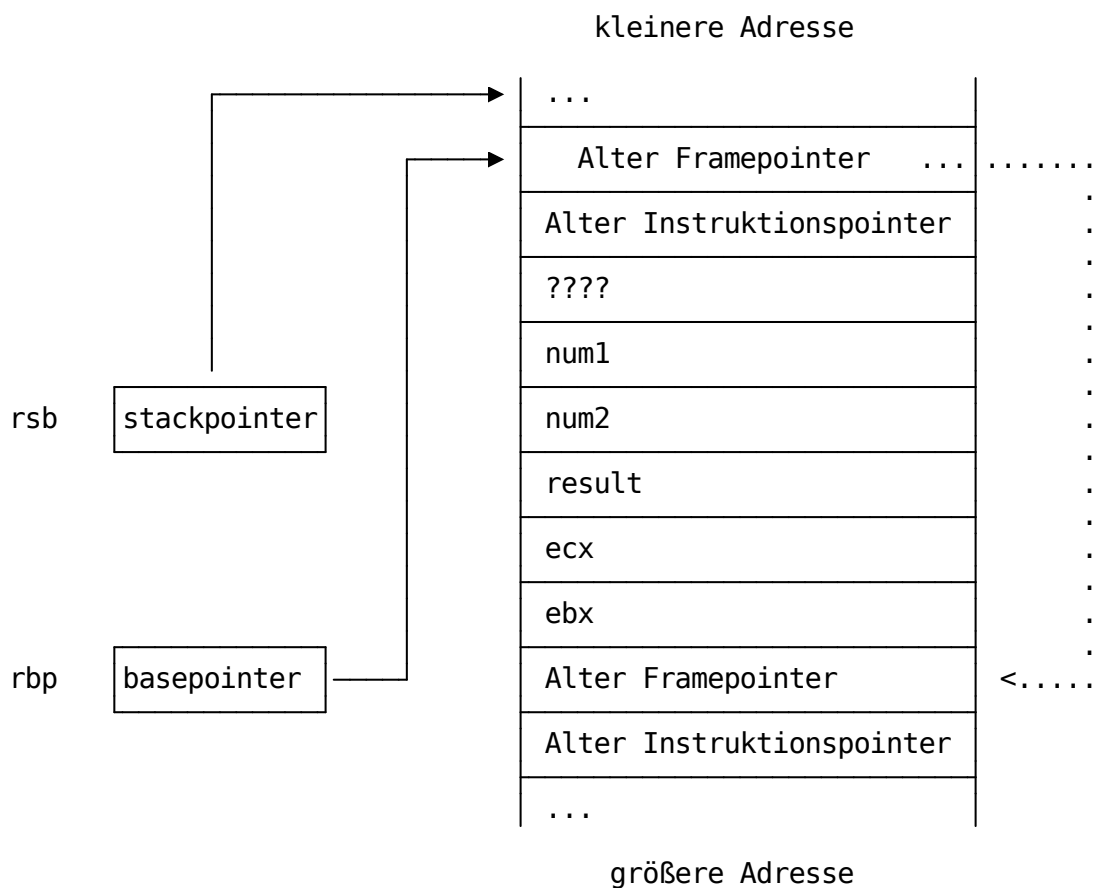 kleinere Adresse
...
Alter Framepointer ... .......
Alter Instruktionspointer
????
num1
rsb stackpointer num2
result
ecx
ebx
rbp basepointer Alter Framepointer <.....
Alter Instruktionspointer
...
größere Adresse